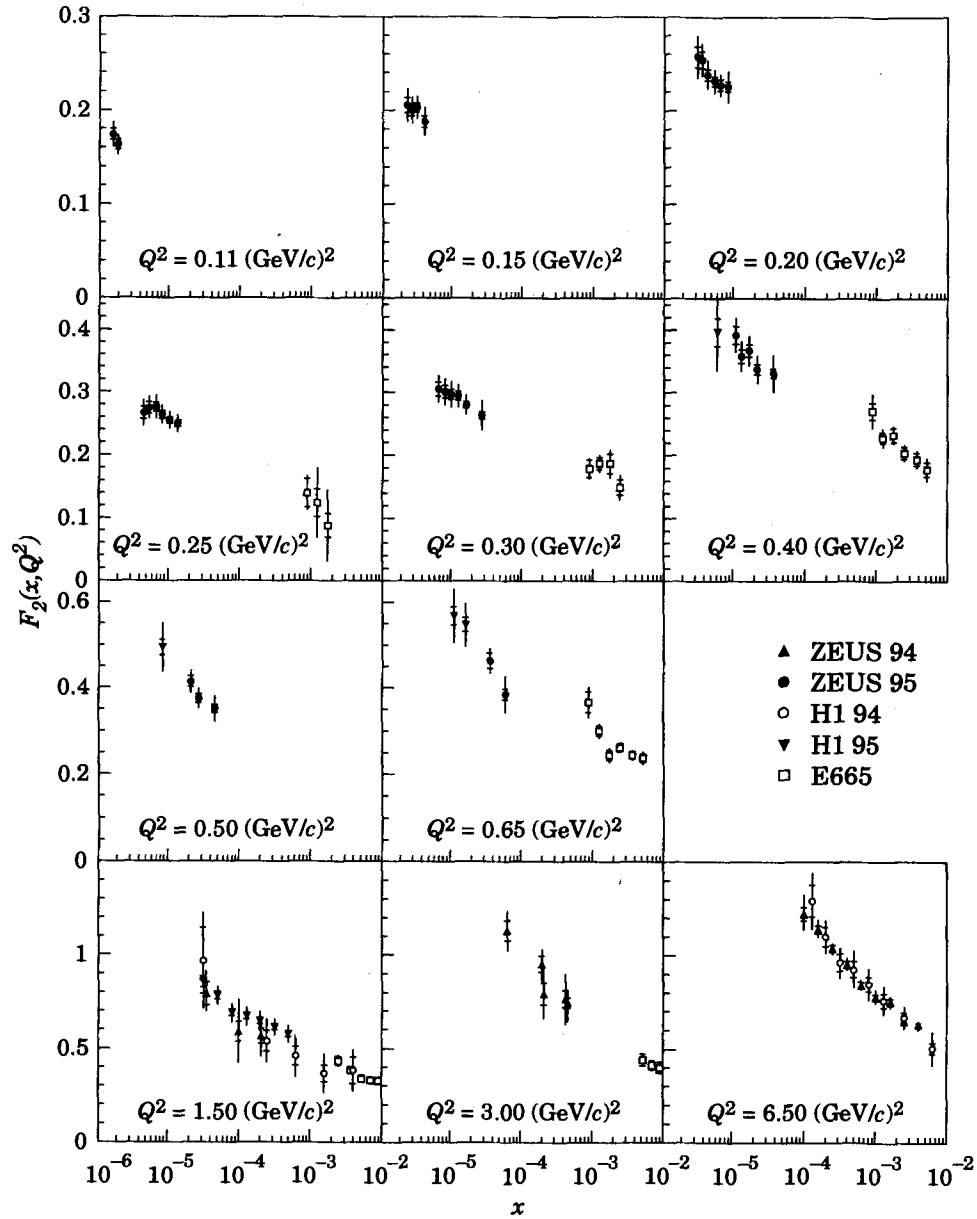 0.3
0.2
0.1
0
Q² = 0.11 (GeV/c)²
Q² = 0.15 (GeV/c)²
Q² = 0.20 (GeV/c)²
0.4
0.3
0.2
0.1
0
Q² = 0.25 (GeV/c)²
Q² = 0.30 (GeV/c)²
Q² = 0.40 (GeV/c)²
F₂(x,Q²)
0.6
0.4
0.2
0
Q² = 0.50 (GeV/c)²
Q² = 0.65 (GeV/c)²
ZEUS 94
ZEUS 95
H1 94
H1 95
E665
1
0.5
0
Q² = 1.50 (GeV/c)²
Q² = 3.00 (GeV/c)²
Q² = 6.50 (GeV/c)²
10⁻⁶ 10⁻⁵ 10⁻⁴ 10⁻³ 10⁻² 10⁻⁵ 10⁻⁴ 10⁻³ 10⁻² 10⁻⁵ 10⁻⁴ 10⁻³ 10⁻²
x